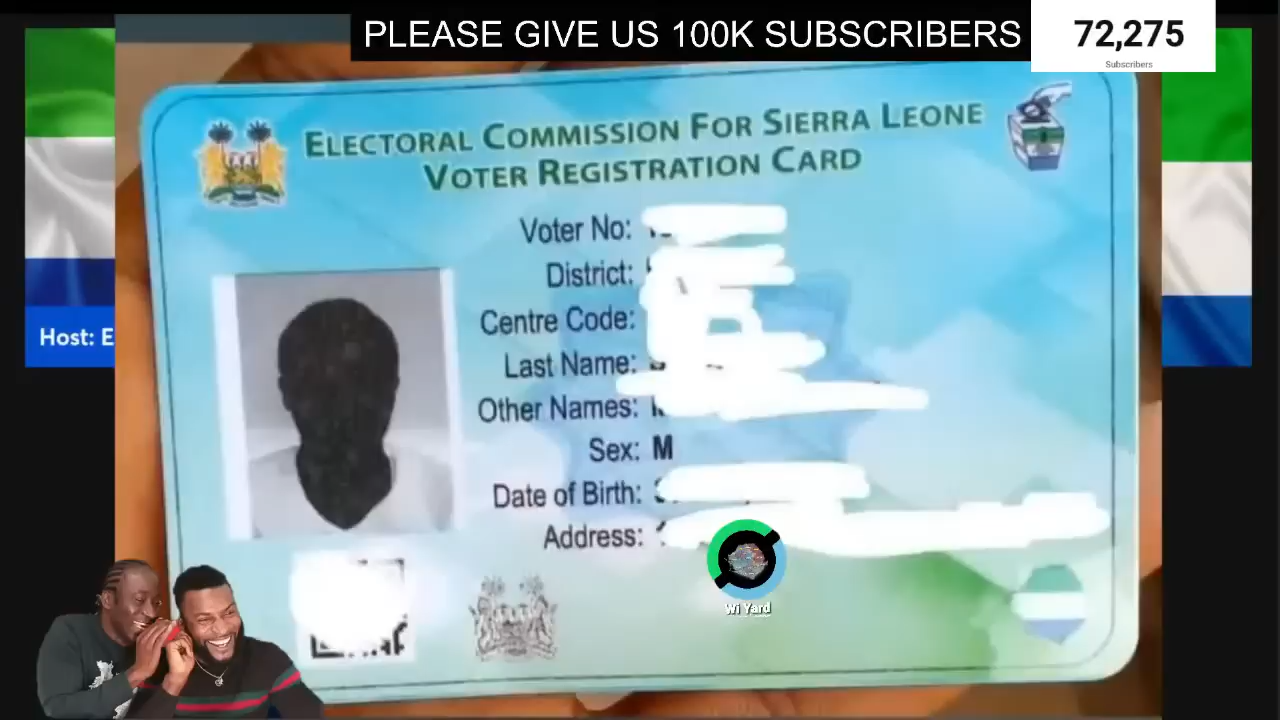 PLEASE GIVE US 100K SUBSCRIBERS
72,275
Subscribers
ELECTORAL COMMISSION FOR SIERRA LEONE
VOTER REGISTRATION CARD
Voter No:
District:
Centre Code:
Last Name:
Other Names:
Sex: M
Date of Birth:
Address:
Host: E
Wi Yard